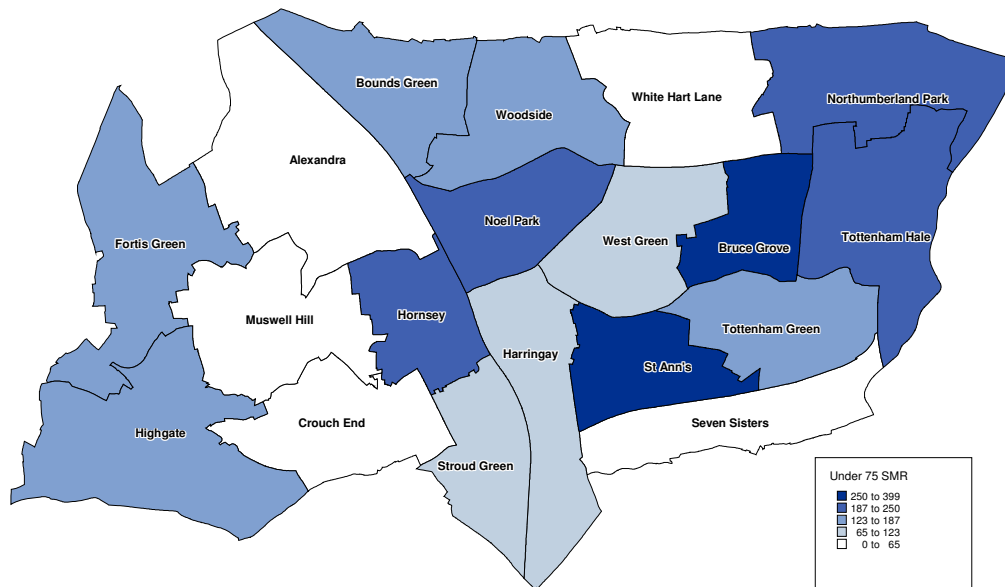 Bounds Green
Woodside
White Hart Lane
Northumberland Park
Alexandra
Noel Park
West Green
Bruce Grove
Tottenham Hale
Fortis Green
Muswell Hill
Hornsey
Harringay
Tottenham Green
St Ann's
Crouch End
Seven Sisters
Highgate
Stroud Green
Under 75 SMR
250 to 399
187 to 250
123 to 187
65 to 123
0 to 65